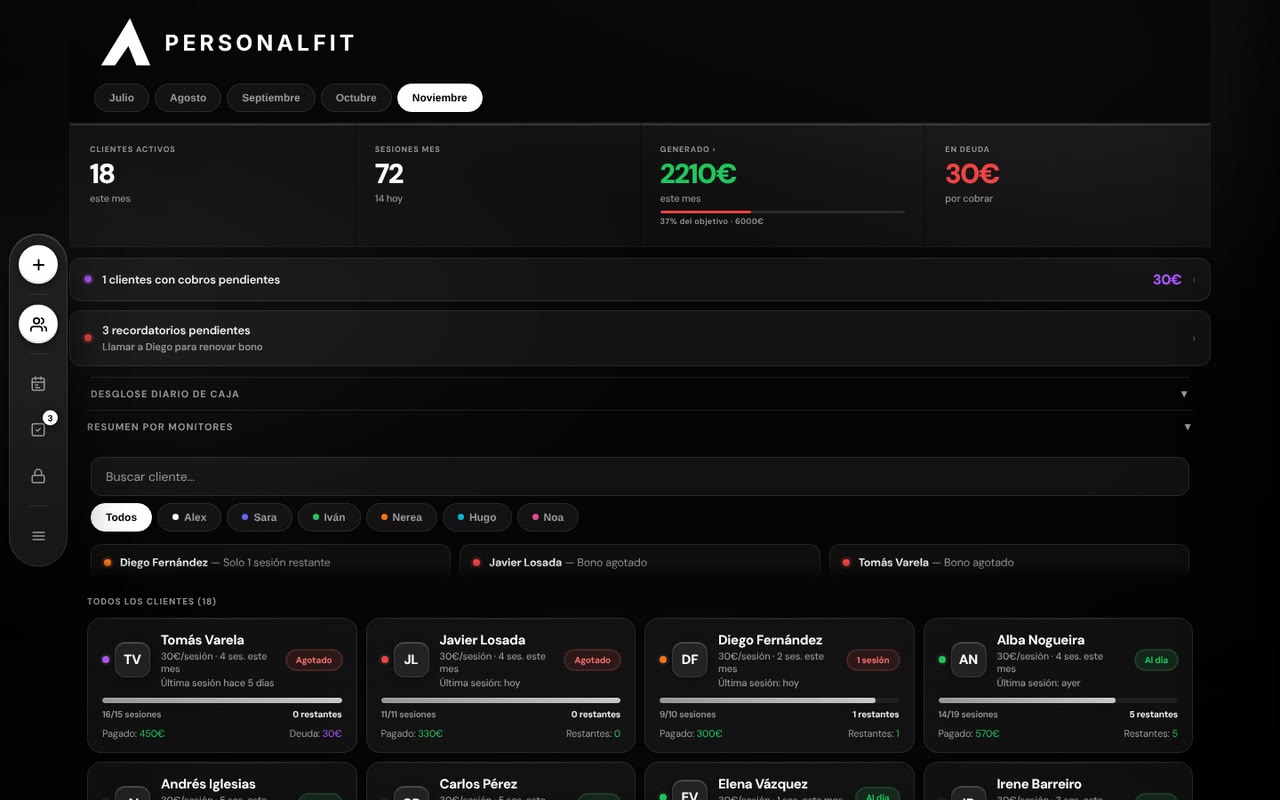 PERSONALFIT
Julio Agosto Septiembre Octubre Noviembre
CLIENTES ACTIVOS
18
este mes
SESIONES MES
72
14 hoy
GENERADO ›
2210€
este mes
37% del objetivo · 6000€
EN DEUDA
30€
por cobrar
1 clientes con cobros pendientes 30€ ›
3 recordatorios pendientes ›
Llamar a Diego para renovar bono
3
DESGLOSE DIARIO DE CAJA ▼
RESUMEN POR MONITORES ▼
Buscar cliente...
Todos Alex Sara Iván Nerea Hugo Noa
Diego Fernández — Solo 1 sesión restante
Javier Losada — Bono agotado
Tomás Varela — Bono agotado
TODOS LOS CLIENTES (18)
TV
Tomás Varela
30€/sesión · 4 ses. este
mes
Última sesión hace 5 días
Agotado
16/15 sesiones 0 restantes
Pagado: 450€ Deuda: 30€
JL
Javier Losada
30€/sesión · 4 ses. este
mes
Última sesión: hoy
Agotado
11/11 sesiones 0 restantes
Pagado: 330€ Restantes: 0
DF
Diego Fernández
30€/sesión · 2 ses. este
mes
Última sesión: hoy
1 sesión
9/10 sesiones 1 restantes
Pagado: 300€ Restantes: 1
AN
Alba Nogueira
30€/sesión · 4 ses. este
mes
Última sesión: ayer
Al día
14/19 sesiones 5 restantes
Pagado: 570€ Restantes: 5
Andrés Iglesias
Carlos Pérez
EV
Elena Vázquez
Al día
Irene Barreiro